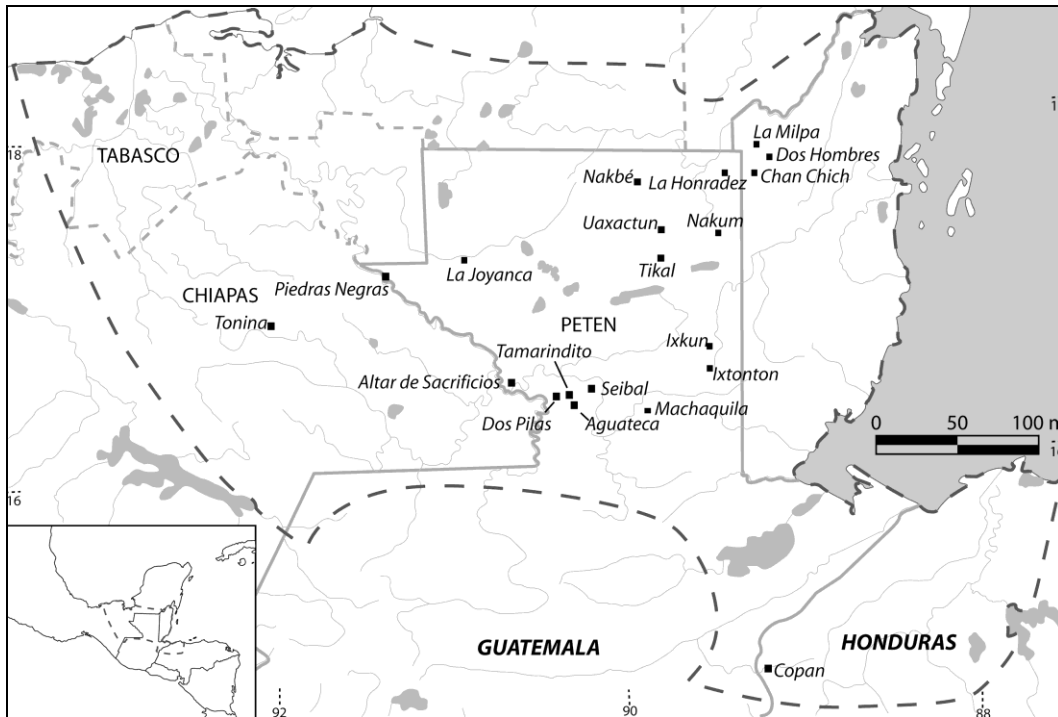 18
TABASCO
La Milpa
Dos Hombres
Nakbé
La Honradez
Chan Chich
Uaxactun
Nakum
Tikal
La Joyanca
Piedras Negras
CHIAPAS
Tonina
PETEN
Tamarindito
Ixkun
Ixtonton
Altar de Sacrificios
Seibal
Dos Pilas
Aguateca
Machaquila
0 50 100
16
GUATEMALA
HONDURAS
Copan
92
90
88